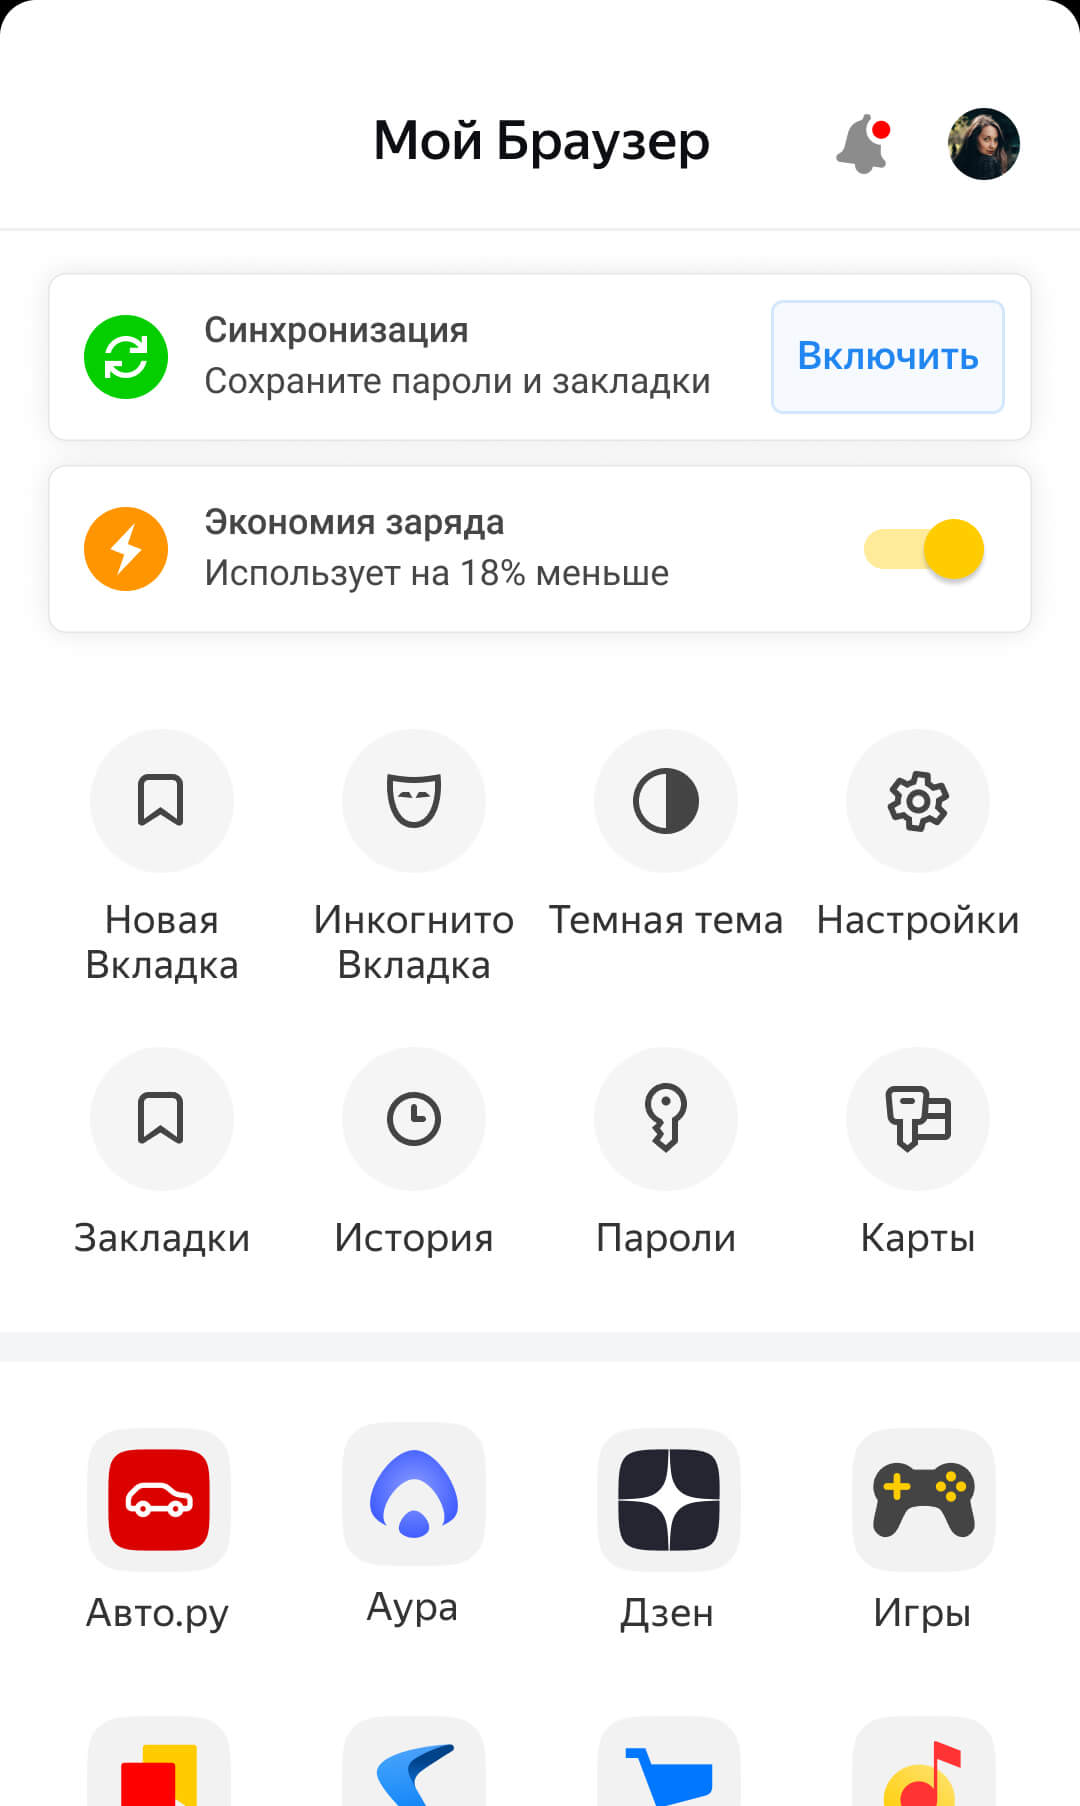 Мой Браузер
Синхронизация
Сохраните пароли и закладки
Включить
Экономия заряда
Использует на 18% меньше
Новая
Вкладка
Инкогнито
Вкладка
Темная тема
Настройки
Закладки
История
Пароли
Карты
Авто.ру
Аура
Дзен
Игры